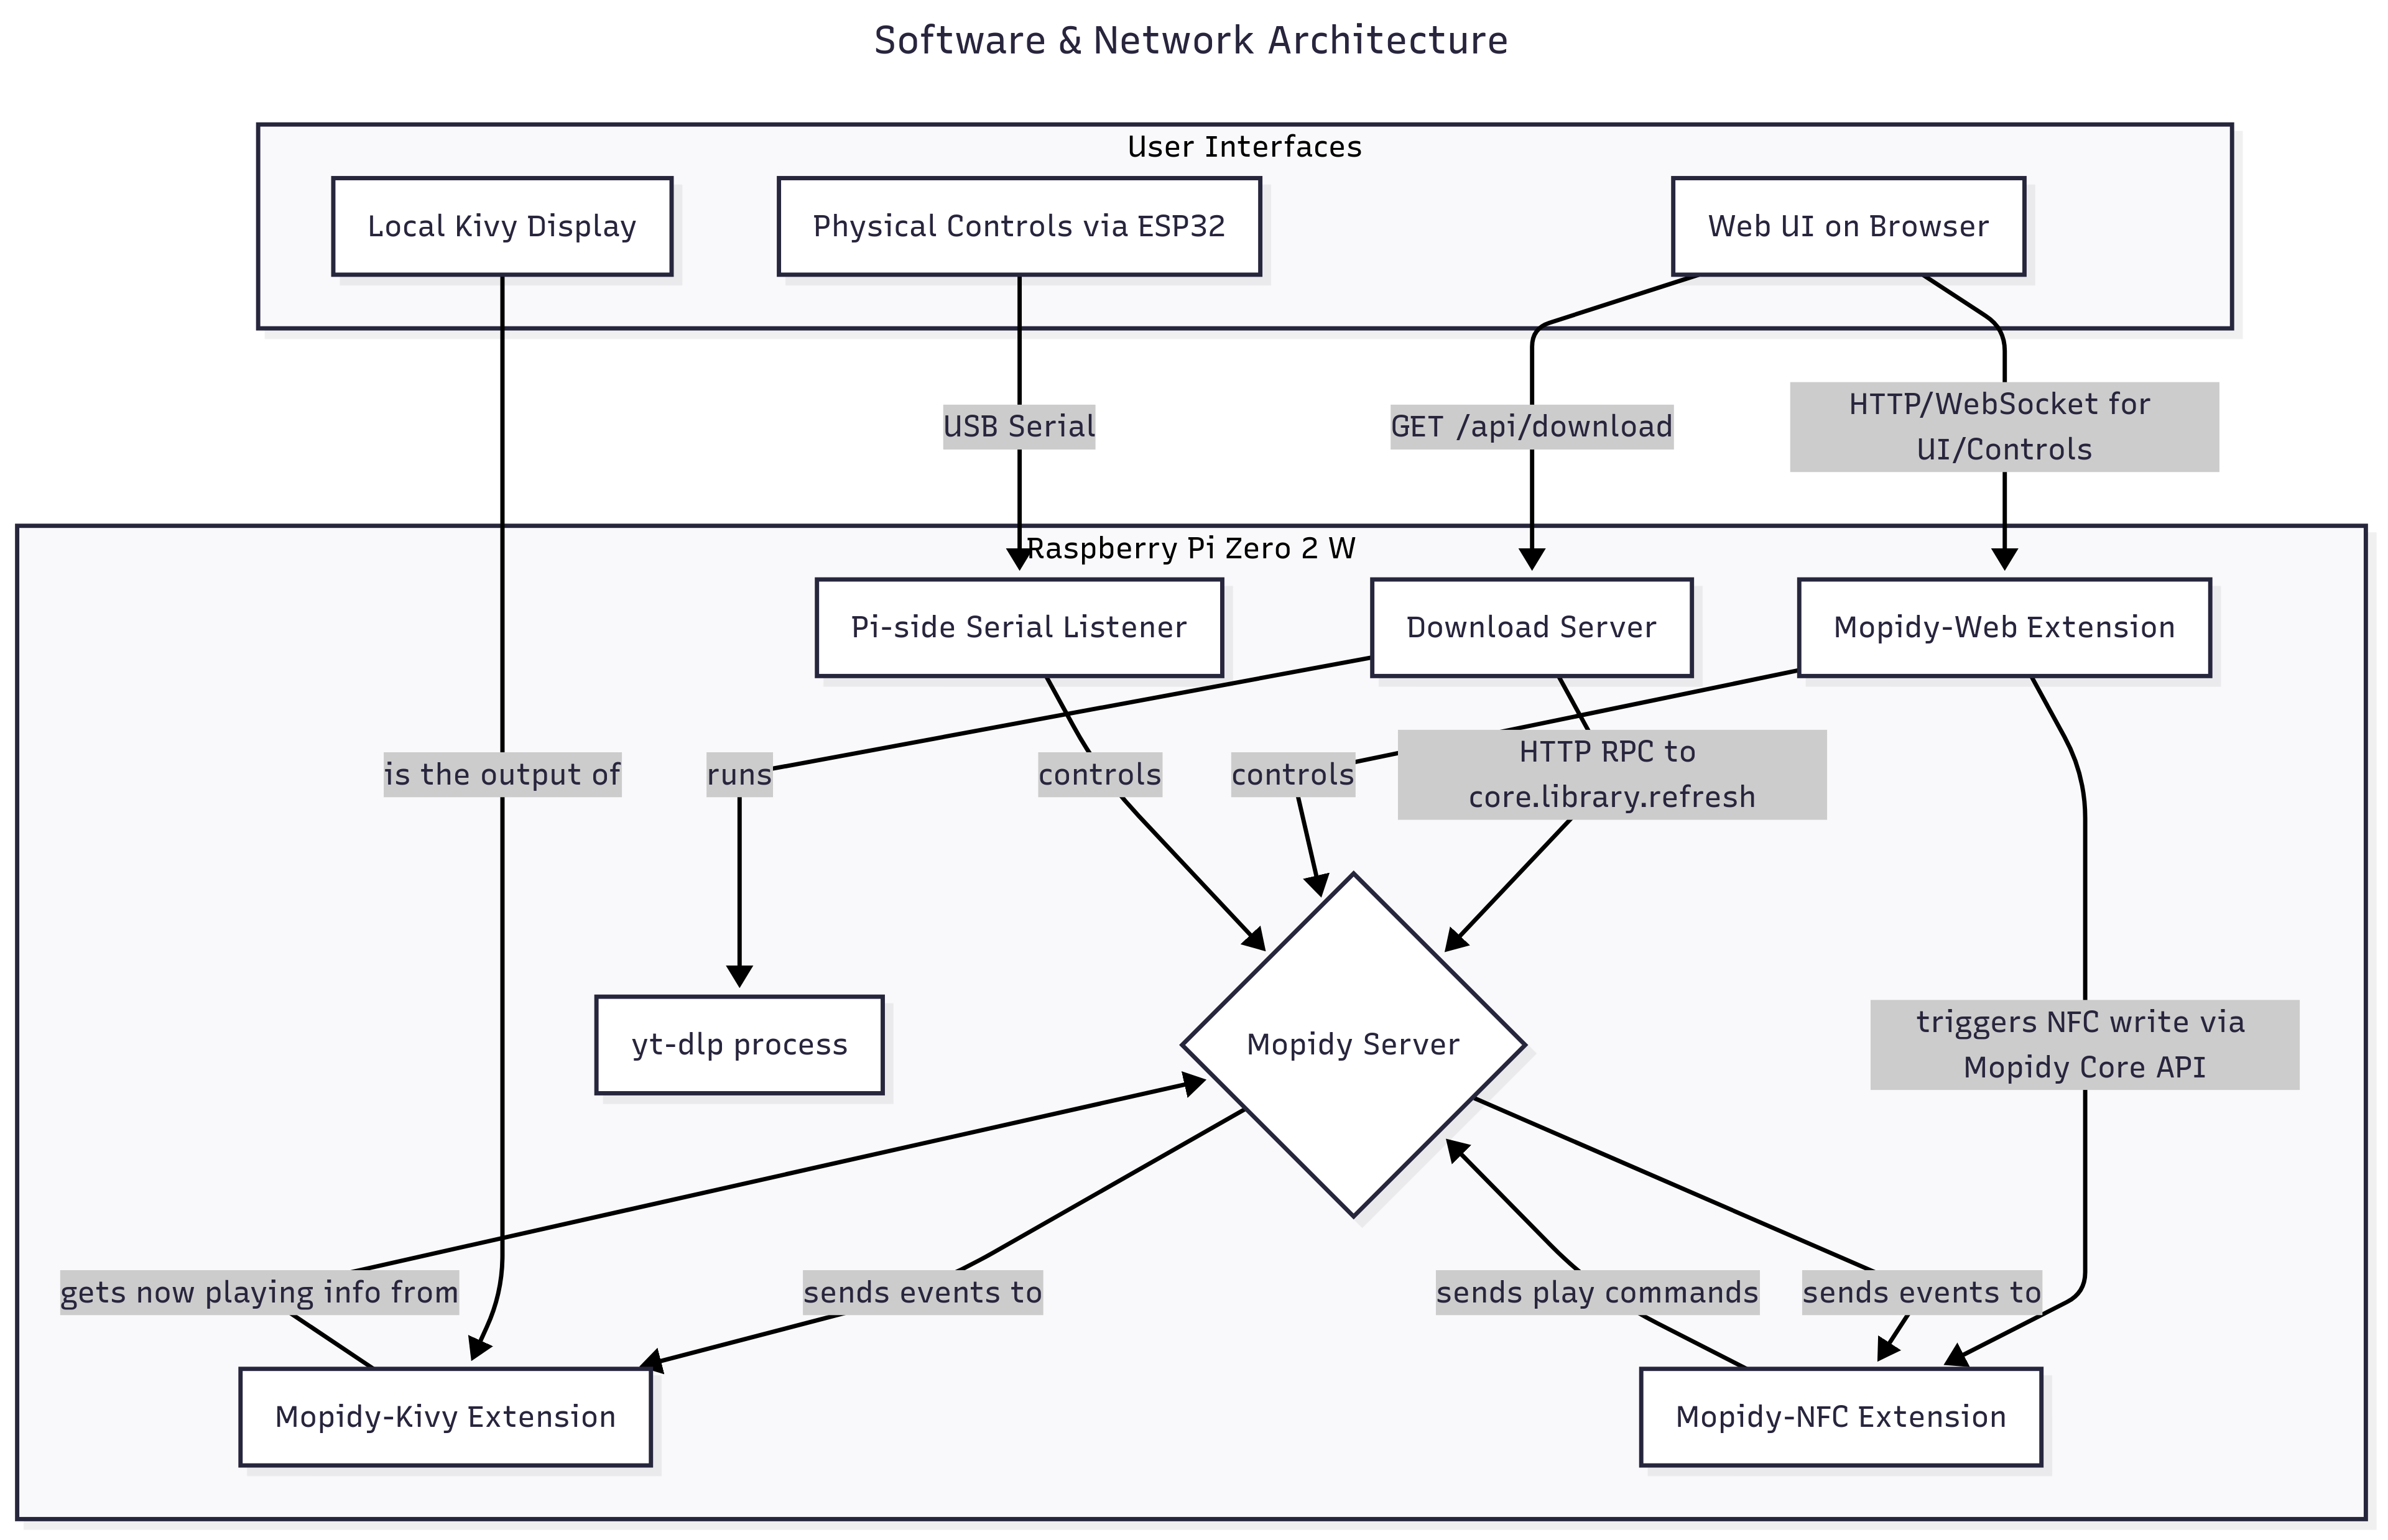 Software & Network Architecture
User Interfaces
Local Kivy Display
Physical Controls via ESP32
Web UI on Browser
USB Serial
GET /api/download
HTTP/WebSocket for
UI/Controls
Raspberry Pi Zero 2 W
Pi-side Serial Listener
Download Server
Mopidy-Web Extension
is the output of
runs
controls
controls
HTTP RPC to
core.library.refresh
yt-dlp process
Mopidy Server
triggers NFC write via
Mopidy Core API
gets now playing info from
sends events to
sends play commands
sends events to
Mopidy-Kivy Extension
Mopidy-NFC Extension